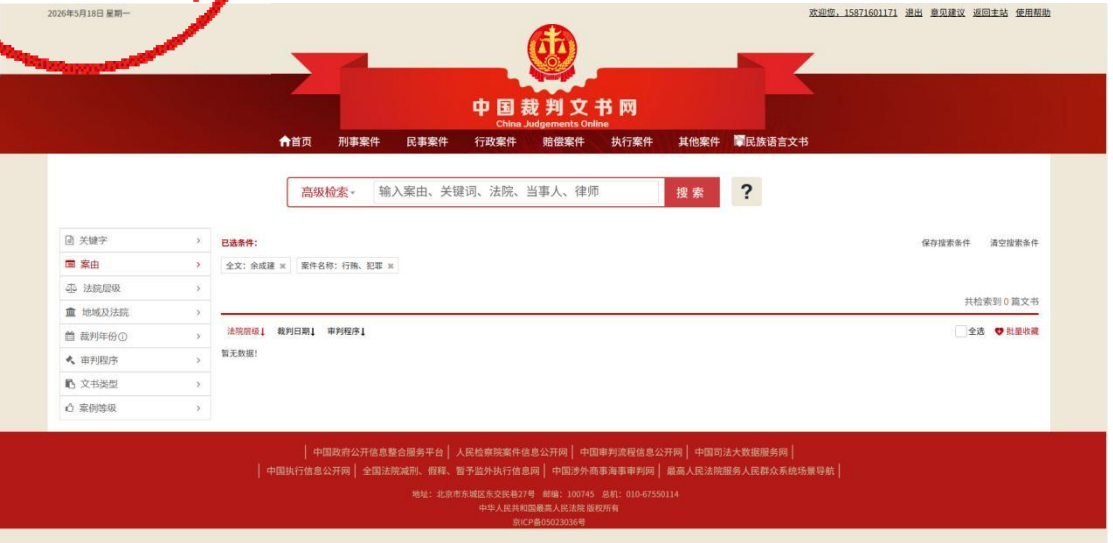 2026年5月18日 星期一
欢迎您，15871601171 退出 意见建议 返回主站 使用帮助
中国裁判文书网
China Judgements Online
首页 刑事案件 民事案件 行政案件 赔偿案件 执行案件 其他案件 民族语言文书
高级检索 输入案由、关键词、法院、当事人、律师 搜索 ?
关键字
案由
法院层级
地域及法院
裁判年份
审判程序
文书类型
案例等级
已选条件：
保存搜索条件 清空搜索条件
全文：余成建 × 案件名称：行贿、犯罪 ×
共检索到 0 篇文书
法院层级 裁判日期 审判程序
全选 批量收藏
暂无数据！
中国政府公开信息整合服务平台 | 人民检察院案件信息公开网 | 中国审判流程信息公开网 | 中国司法大数据服务网 |
中国执行信息公开网 | 全国法院减刑、假释、暂予监外执行信息网 | 中国涉外商事海事审判网 | 最高人民法院服务人民群众系统场景导航 |
地址：北京市东城区东交民巷27号 邮编：100745 总机：010-67550114
中华人民共和国最高人民法院 版权所有
京ICP备05023036号